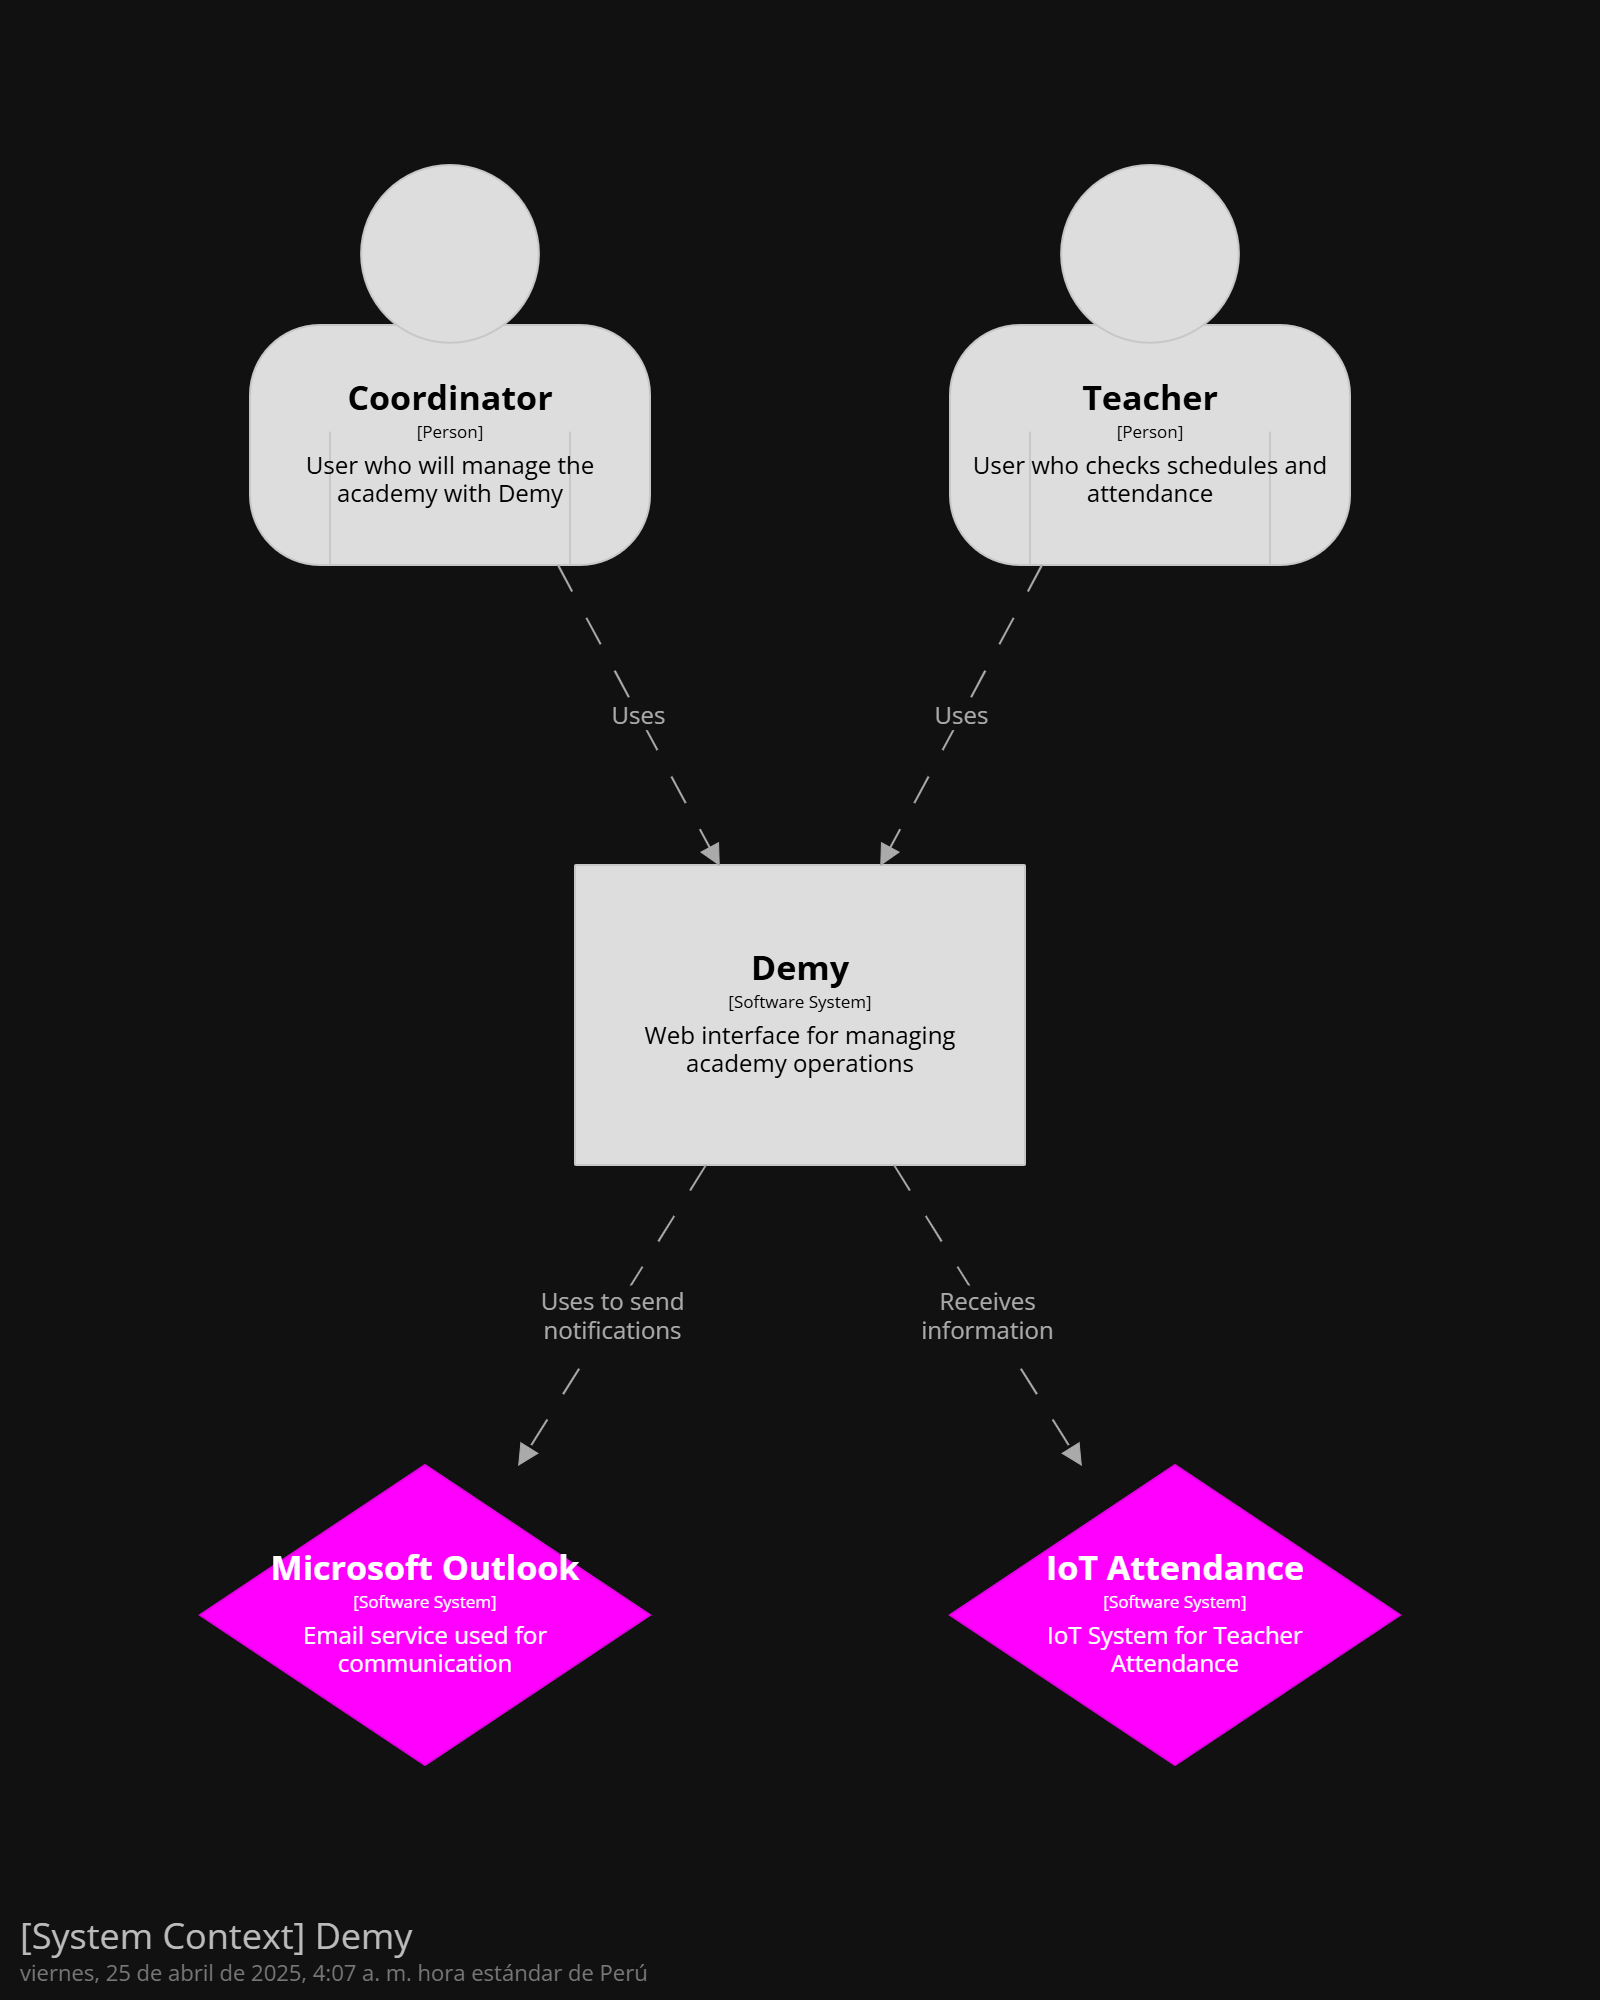 Coordinator
[Person]
User who will manage the
academy with Demy
Teacher
[Person]
User who checks schedules and
attendance
Uses
Uses
Demy
[Software System]
Web interface for managing
academy operations
Uses to send
notifications
Receives
information
Microsoft Outlook
[Software System]
Email service used for
communication
IoT Attendance
[Software System]
IoT System for Teacher
Attendance
[System Context] Demy
viernes, 25 de abril de 2025, 4:07 a. m. hora estándar de Perú